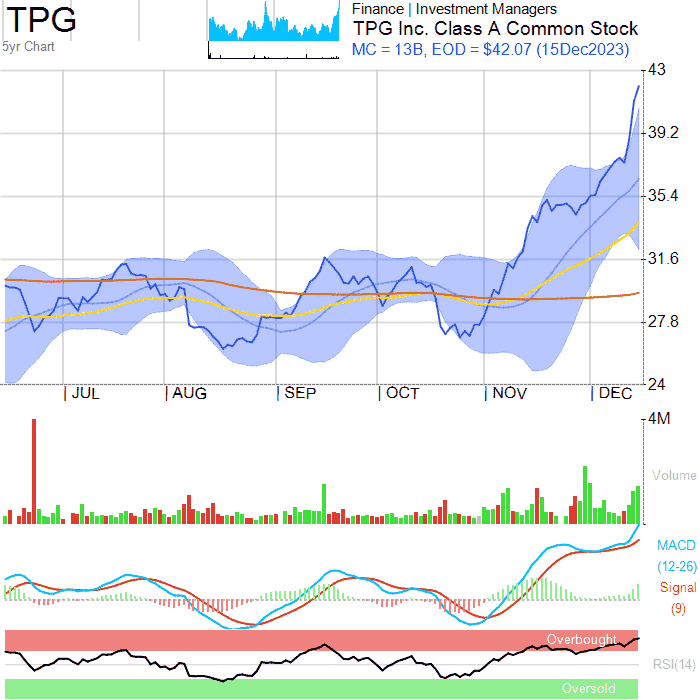 TPG
5yr Chart
Finance | Investment Managers
TPG Inc. Class A Common Stock
MC = 13B, EOD = $42.07 (15Dec2023)
43
39.2
35.4
31.6
27.8
24
JUL AUG SEP OCT NOV DEC
4M
Volume
MACD
(12-26)
Signal
(9)
Overbought
RSI(14)
Oversold